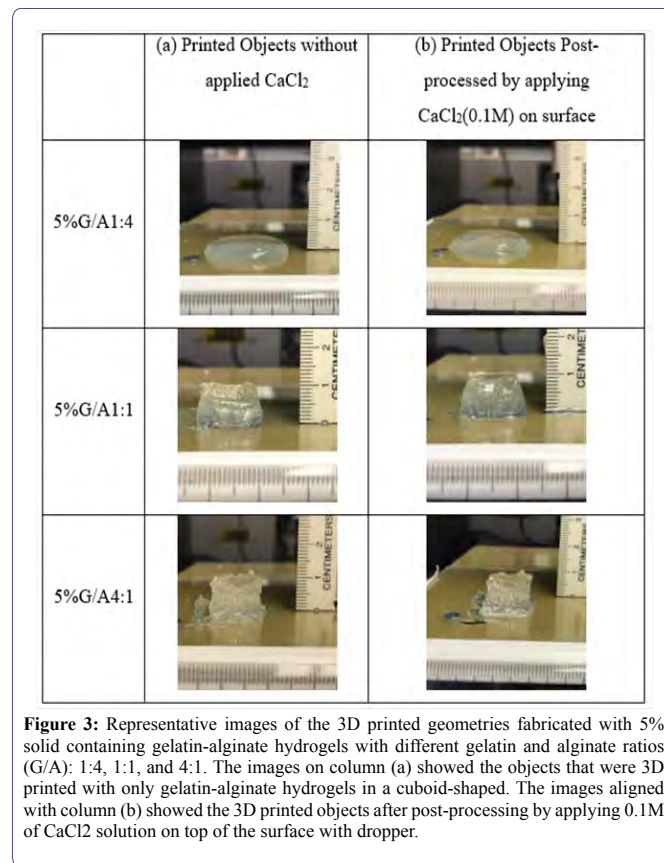 (a) Printed Objects without
applied CaCl2
(b) Printed Objects Post-
processed by applying
CaCl2(0.1M) on surface
5%G/A1:4
CENTIMETERS
CENTIMETERS
5%G/A1:1
CENTIMET
CENTIMET
5%G/A4:1
CENTIMETERS
CENTIMETERS
Figure 3: Representative images of the 3D printed geometries fabricated with 5%
solid containing gelatin-alginate hydrogels with different gelatin and alginate ratios
(G/A): 1:4, 1:1, and 4:1. The images on column (a) showed the objects that were 3D
printed with only gelatin-alginate hydrogels in a cuboid-shaped. The images aligned
with column (b) showed the 3D printed objects after post-processing by applying 0.1M
of CaCl2 solution on top of the surface with dropper.